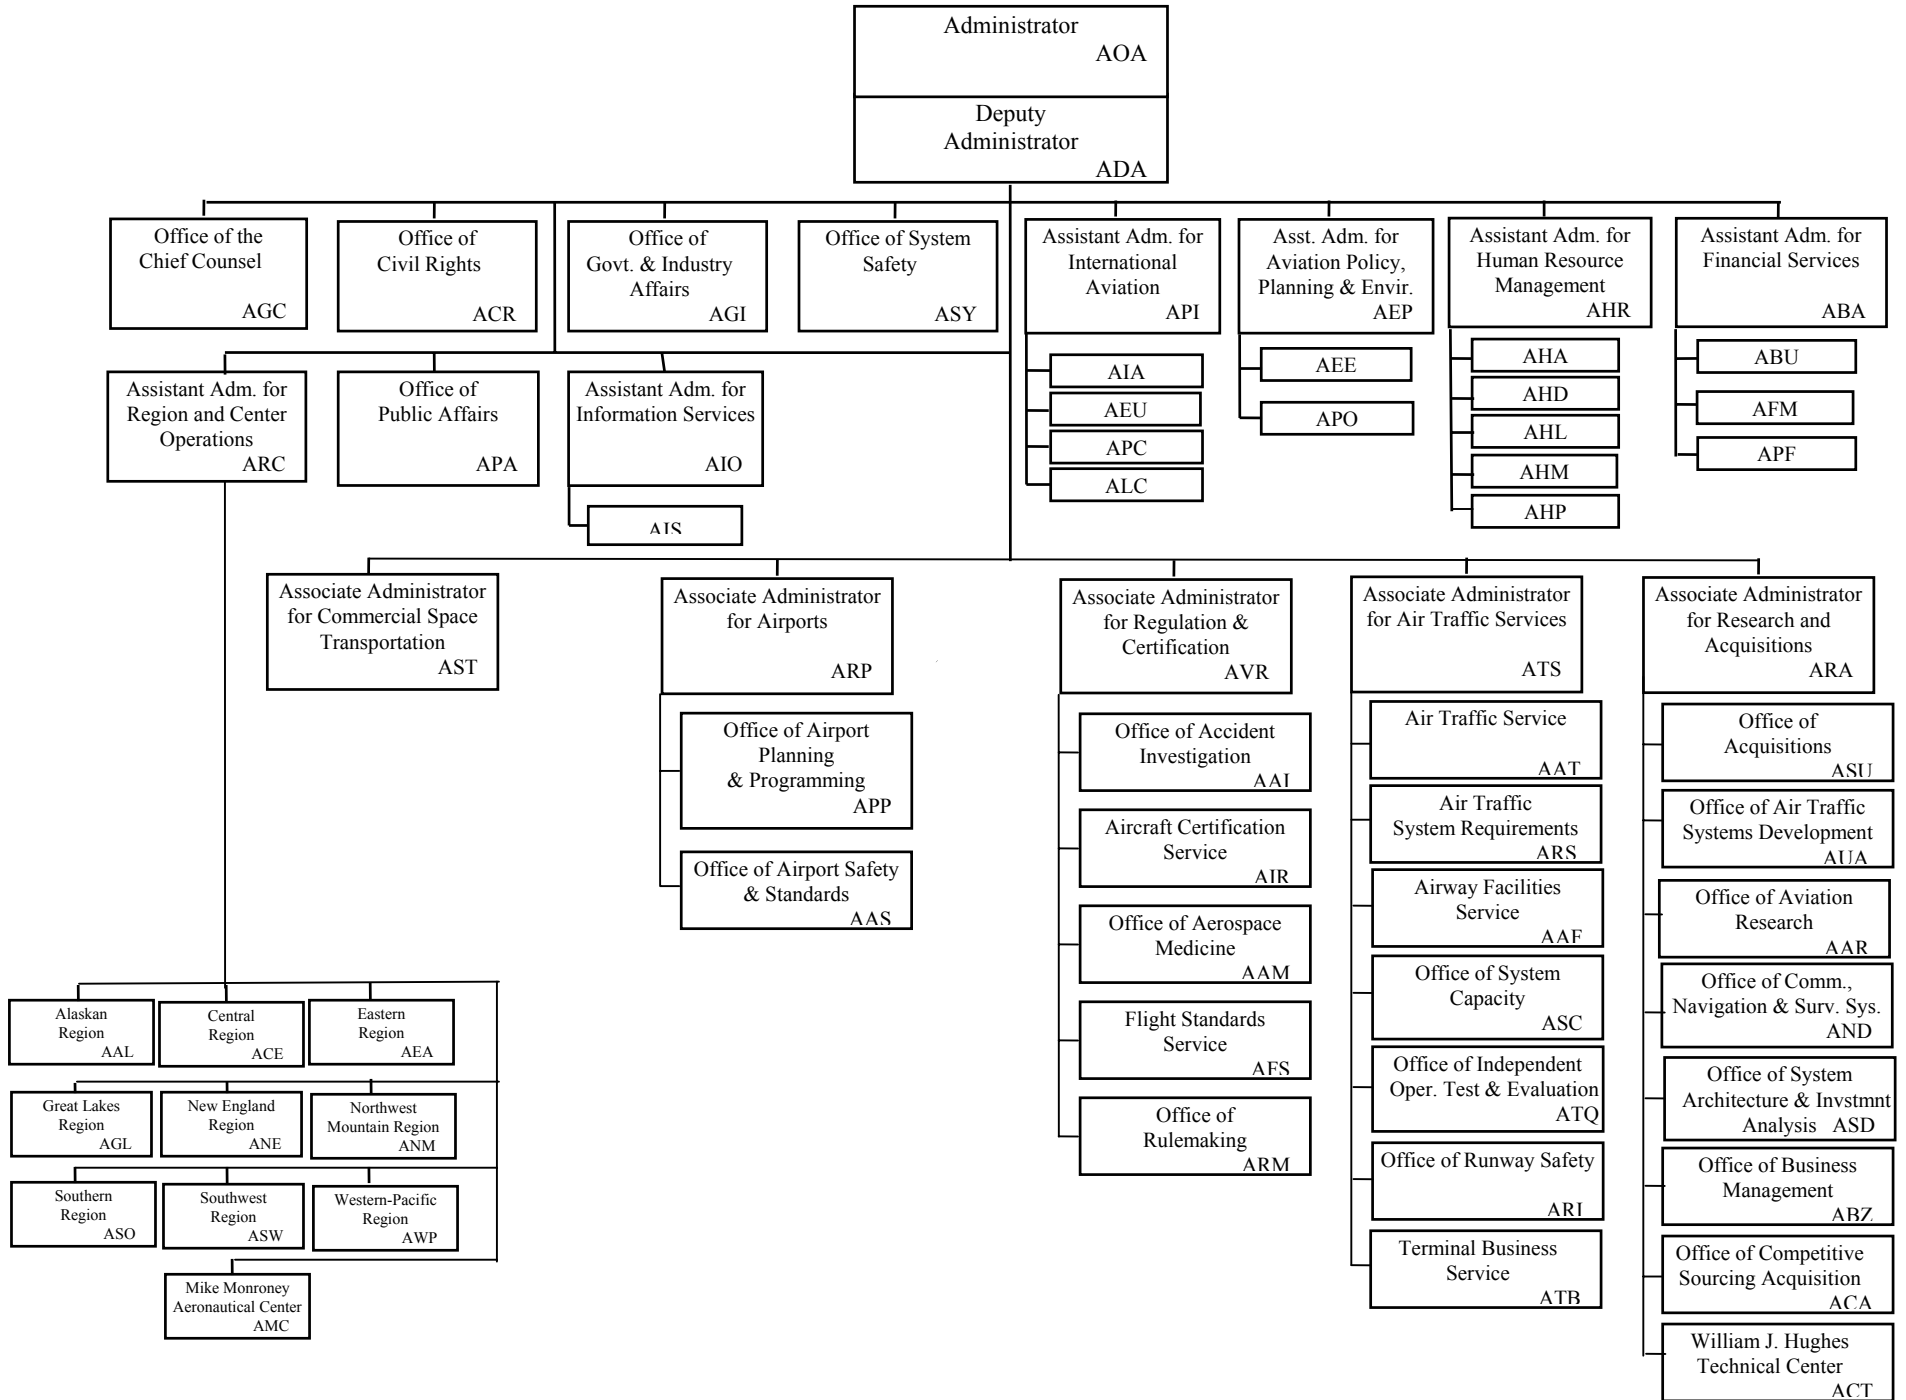 Administrator
AOA
Deputy
Administrator
ADA
Office of the
Chief Counsel
AGC
Office of
Civil Rights
ACR
Office of
Govt. & Industry
Affairs
AGI
Office of System
Safety
ASY
Assistant Adm. for
International
Aviation
API
AIA
AEU
APC
ALC
Asst. Adm. for
Aviation Policy,
Planning & Envir.
AEP
AEE
APO
Assistant Adm. for
Human Resource
Management
AHR
AHA
AHD
AHL
AHM
AHP
Assistant Adm. for
Financial Services
ABA
ABU
AFM
APF
Assistant Adm. for
Region and Center
Operations
ARC
Office of
Public Affairs
APA
Assistant Adm. for
Information Services
AIO
AIS
Associate Administrator
for Commercial Space
Transportation
AST
Associate Administrator
for Airports
ARP
Office of Airport
Planning
& Programming
APP
Office of Airport Safety
& Standards
AAS
Associate Administrator
for Regulation &
Certification
AVR
Office of Accident
Investigation
AAI
Aircraft Certification
Service
AIR
Office of Aerospace
Medicine
AAM
Flight Standards
Service
AFS
Office of
Rulemaking
ARM
Associate Administrator
for Air Traffic Services
ATS
Air Traffic Service
AAT
Air Traffic
System Requirements
ARS
Airway Facilities
Service
AAF
Office of System
Capacity
ASC
Office of Independent
Oper. Test & Evaluation
ATQ
Office of Runway Safety
ARI
Terminal Business
Service
ATB
Associate Administrator
for Research and
Acquisitions
ARA
Office of
Acquisitions
ASU
Office of Air Traffic
Systems Development
AUA
Office of Aviation
Research
AAR
Office of Comm.,
Navigation & Surv. Sys.
AND
Office of System
Architecture & Invstmnt
Analysis ASD
Office of Business
Management
ABZ
Office of Competitive
Sourcing Acquisition
ACA
William J. Hughes
Technical Center
ACT
Alaskan
Region
AAL
Central
Region
ACE
Eastern
Region
AEA
Great Lakes
Region
AGL
New England
Region
ANE
Northwest
Mountain Region
ANM
Southern
Region
ASO
Southwest
Region
ASW
Western-Pacific
Region
AWP
Mike Monroney
Aeronautical Center
AMC